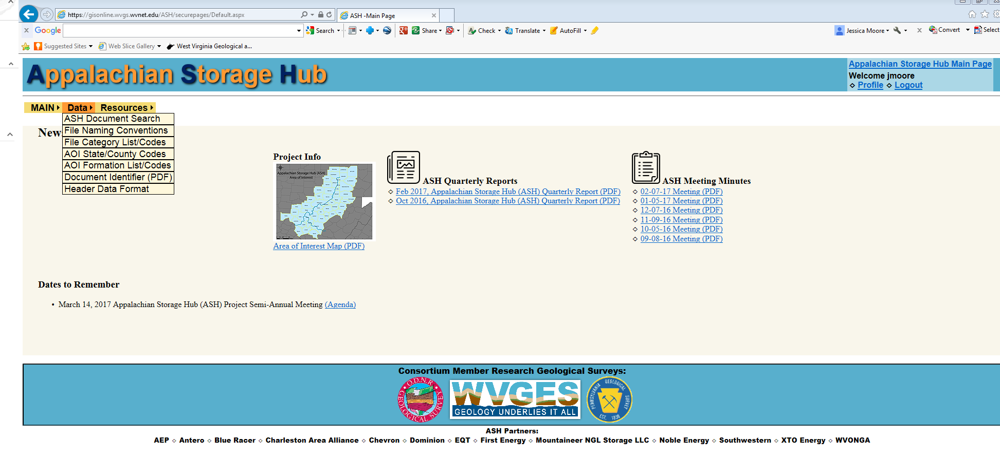 https://gisonline.wvgs.wvnet.edu/ASH/securepages/Default.aspx
ASH -Main Page
Google
Search
Share
Check
Translate
AutoFill
Jessica Moore
Convert
Select
Suggested Sites
Web Slice Gallery
West Virginia Geological a...
Appalachian Storage Hub
Appalachian Storage Hub Main Page
Welcome jmoore
Profile
Logout
MAIN
Data
Resources
ASH Document Search
File Naming Conventions
File Category List/Codes
AOI State/County Codes
AOI Formation List/Codes
Document Identifier (PDF)
Header Data Format
News
Project Info
Appalachian Storage Hub (ASH)
Area of Interest
Area of Interest Map (PDF)
ASH Quarterly Reports
Feb 2017, Appalachian Storage Hub (ASH) Quarterly Report (PDF)
Oct 2016, Appalachian Storage Hub (ASH) Quarterly Report (PDF)
ASH Meeting Minutes
02-07-17 Meeting (PDF)
01-05-17 Meeting (PDF)
12-07-16 Meeting (PDF)
11-09-16 Meeting (PDF)
10-05-16 Meeting (PDF)
09-08-16 Meeting (PDF)
Dates to Remember
• March 14, 2017 Appalachian Storage Hub (ASH) Project Semi-Annual Meeting (Agenda)
Consortium Member Research Geological Surveys:
O.D.N.R. GEOLOGICAL SURVEY
WVGES
GEOLOGY UNDERLIES IT ALL
PENNSYLVANIA GEOLOGICAL SURVEY
EST. 1836
ASH Partners:
AEP ⋄ Antero ⋄ Blue Racer ⋄ Charleston Area Alliance ⋄ Chevron ⋄ Dominion ⋄ EQT ⋄ First Energy ⋄ Mountaineer NGL Storage LLC ⋄ Noble Energy ⋄ Southwestern ⋄ XTO Energy ⋄ WVONGA